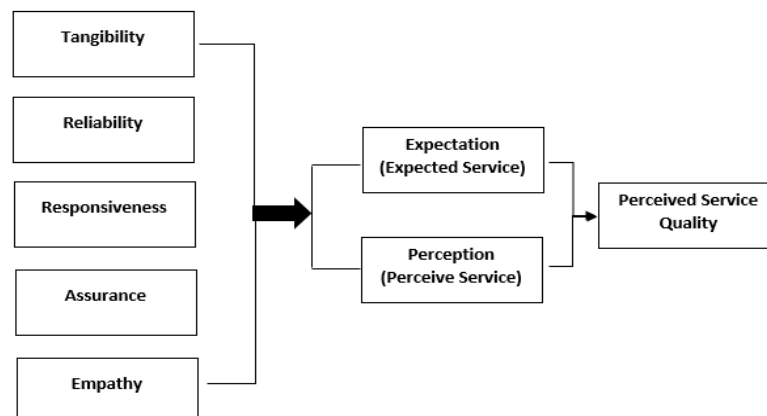 Tangibility
Reliability
Responsiveness
Assurance
Empathy
Expectation
(Expected Service)
Perception
(Perceive Service)
Perceived Service
Quality